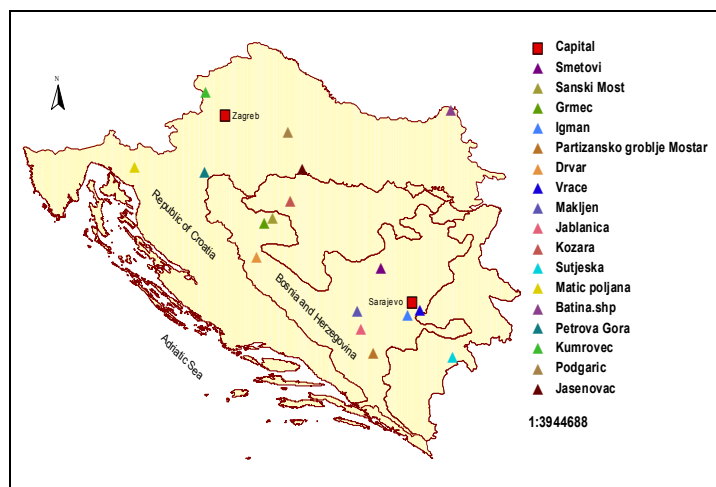 N
Zagreb
Republic of Croatia
Bosnia and Herzegovina
Sarajevo
Adriatic Sea
Capital
Smetovi
Sanski Most
Grmec
Igman
Partizansko groblje Mostar
Drvar
Vrace
Makljen
Jablanica
Kozara
Sutjeska
Matic poljana
Batina.shp
Petrova Gora
Kumrovec
Podgaric
Jasenovac
1:3944688